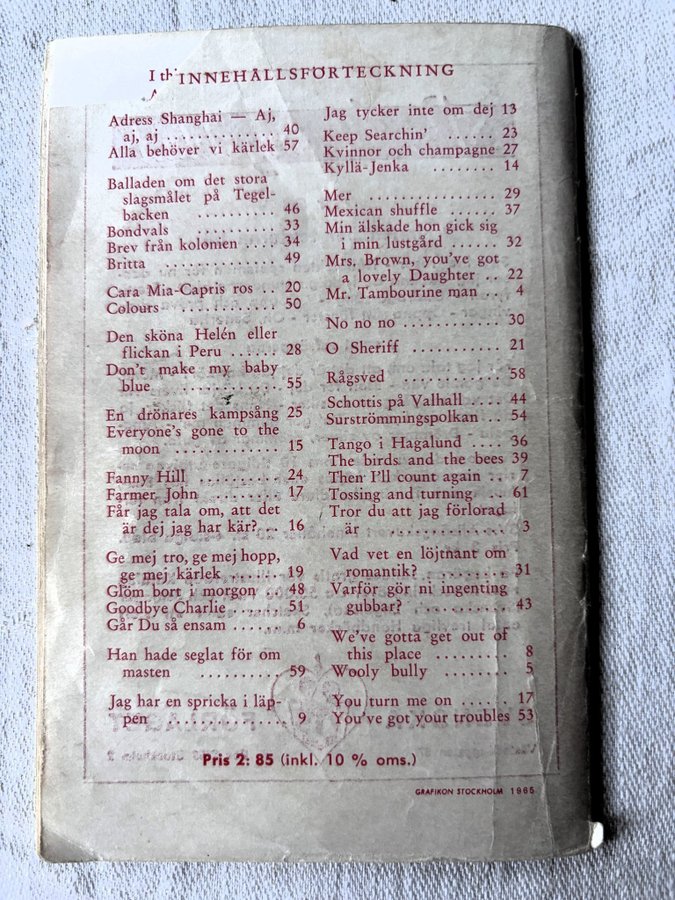 I th
INNEHÅLLSFÖRTECKNING
Adress Shanghai — Aj,
aj, aj .............. 40
Alla behöver vi kärlek 57
Balladen om det stora
slagsmålet på Tegel-
backen .......... 46
Bondvals .......... 33
Brev från kolonien .... 34
Britta .............. 49
Cara Mia-Capris ros .. 20
Colours .............. 50
Den sköna Helén eller
flickan i Peru ...... 28
Don't make my baby
blue .............. 55
En drönares kampsång 25
Everyone's gone to the
moon .............. 15
Fanny Hill .......... 24
Farmer John ........ 17
Får jag tala om, att det
är dej jag har kär? .. 16
Ge mej tro, ge mej hopp,
ge mej kärlek ...... 19
Glöm bort i morgon .. 48
Goodbye Charlie ...... 51
Går Du så ensam ...... 6
Han hade seglat för om
masten ............ 59
Jag har en spricka i läp-
pen .............. 9
Jag tycker inte om dej 13
Keep Searchin' ...... 23
Kvinnor och champagne 27
Kyllä-Jenka ........ 14
Mer .............. 29
Mexican shuffle ...... 37
Min älskade hon gick sig
i min lustgård ...... 32
Mrs. Brown, you've got
a lovely Daughter .. 22
Mr. Tambourine man .. 4
No no no ............ 30
O Sheriff ............ 21
Rågsved ............ 58
Schottis på Valhall .... 44
Surströmmingspolkan .. 54
Tango i Hagalund .... 36
The birds and the bees 39
Then I'll count again .. 7
Tossing and turning .. 61
Tror du att jag förlorad
är .............. 3
Vad vet en löjtnant om
romantik? .......... 31
Varför gör ni ingenting
gubbar? .......... 43
We've gotta get out of
this place ......... 8
Wooly bully ........ 5
You turn me on ...... 17
You've got your troubles 53
Pris 2: 85 (inkl. 10 % oms.)
GRAFIKON STOCKHOLM 1965